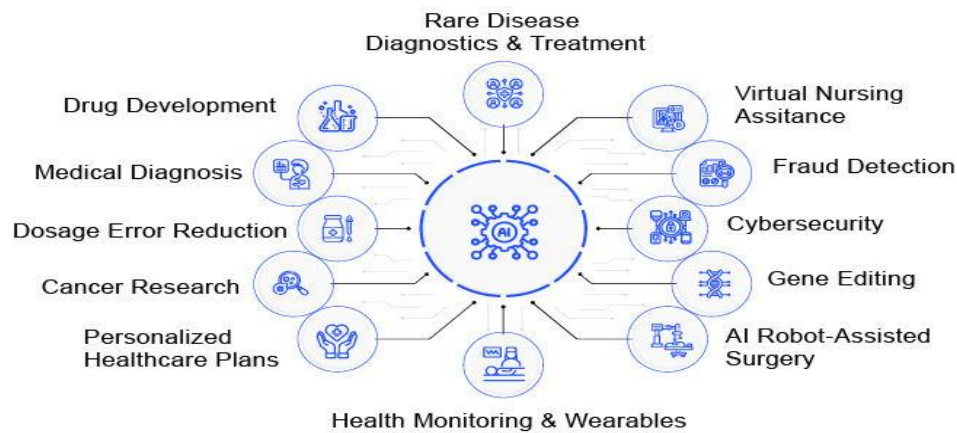 Rare Disease
Diagnostics & Treatment
Drug Development
Virtual Nursing
Assitance
Medical Diagnosis
Fraud Detection
Dosage Error Reduction
AI
Cybersecurity
Cancer Research
Gene Editing
Personalized
Healthcare Plans
AI Robot-Assisted
Surgery
Health Monitoring & Wearables